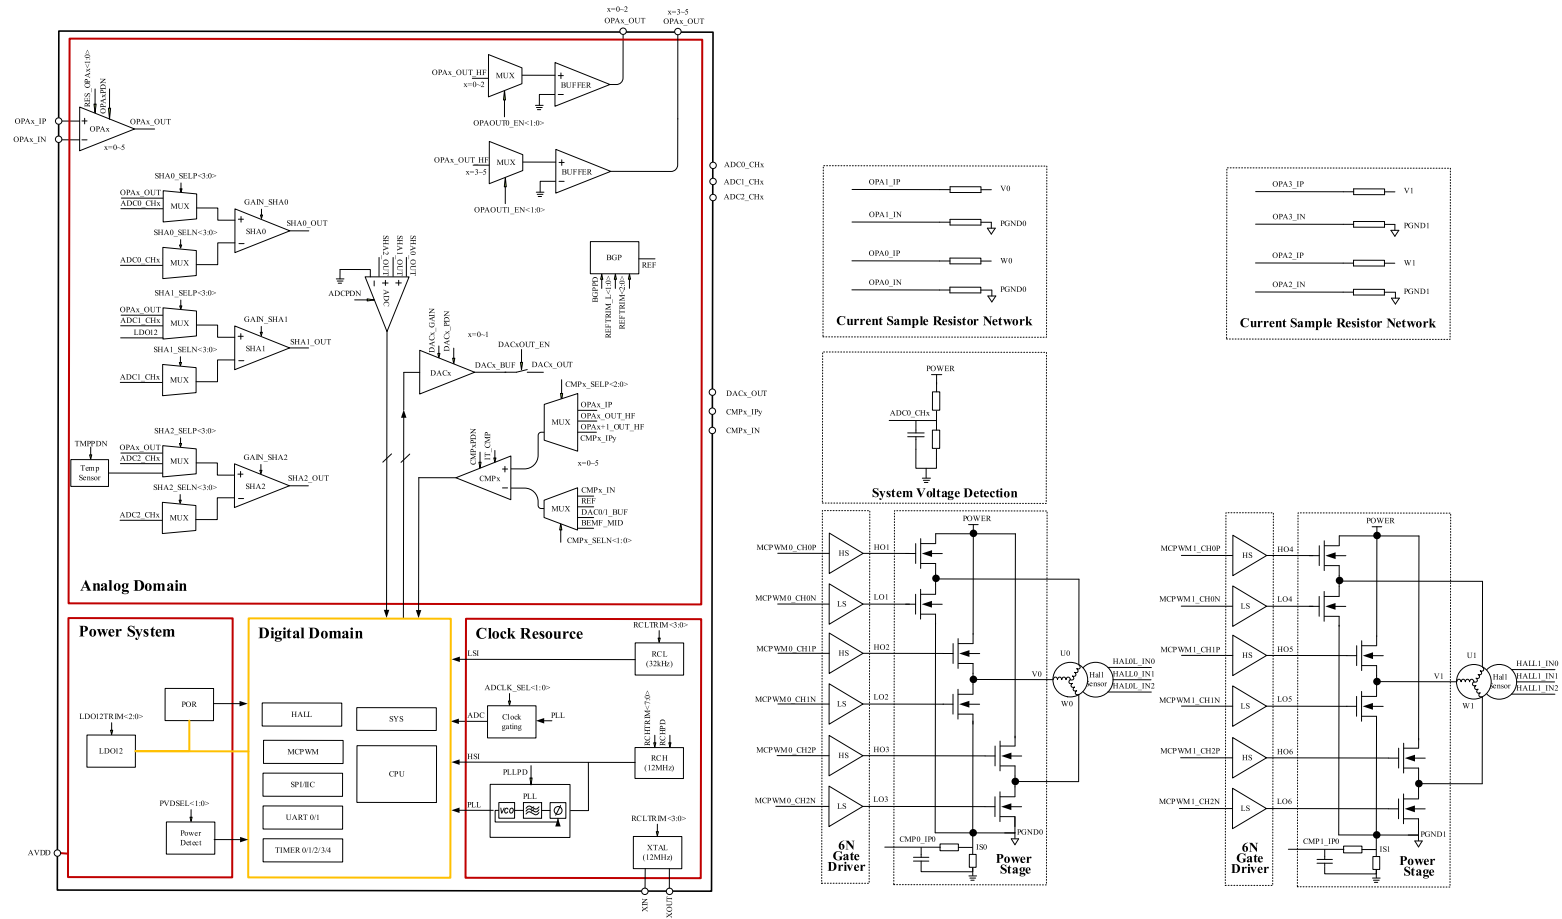 x=0~2
OPAx_OUT
x=3~5
OPAx_OUT
RES_OPAx<1:0>
OPAxPDN
OPAx_IP
OPAx_IN
OPAx
OPAx_OUT
x=0~5
OPAx_OUT_HF
x=0~2
MUX
BUFFER
OPAOUT0_EN<1:0>
OPAx_OUT_HF
x=3~5
MUX
BUFFER
OPAOUT1_EN<1:0>
ADC0_CHx
ADC1_CHx
ADC2_CHx
SHA0_SELP<3:0>
OPAx_OUT
ADC0_CHx
MUX
GAIN_SHA0
SHA0
SHA0_OUT
SHA0_SELN<3:0>
ADC0_CHx
MUX
SHA1_SELP<3:0>
OPAx_OUT
ADC1_CHx
LDO12
MUX
GAIN_SHA1
SHA1
SHA1_OUT
SHA1_SELN<3:0>
ADC1_CHx
MUX
SHA2_SELP<3:0>
TMPPDN
OPAx_OUT
ADC2_CHx
Temp
Sensor
MUX
GAIN_SHA2
SHA2
SHA2_OUT
SHA2_SELN<3:0>
ADC2_CHx
MUX
SHA2_OUT
SHA1_OUT
SHA0_OUT
ADCPDN
ADC
BGP
REF
BGPPD
REFTRIM_L<1:0>
REFTRIM<2:0>
DACx_GAIN
DACx_PDN
x=0~1
DACx
DACx_BUF
DACxOUT_EN
DACx_OUT
CMPx_SELP<2:0>
MUX
OPAx_IP
OPAx_OUT_HF
OPAx+1_OUT_HF
CMPx_IPy
x=0~5
CMPxPDN
IT_CMP
CMPx
MUX
CMPx_IN
REF
DAC0/1_BUF
BEMF_MID
CMPx_SELN<1:0>
DACx_OUT
CMPx_IPy
CMPx_IN
Analog Domain
Power System
LDO12TRIM<2:0>
POR
LDO12
PVDSEL<1:0>
Power
Detect
AVDD
Digital Domain
HALL
MCPWM
SPI/IIC
UART 0/1
TIMER 0/1/2/3/4
SYS
CPU
Clock Resource
RCLTRIM<3:0>
LSI
RCL
(32kHz)
ADCLK_SEL<1:0>
ADC
Clock
gating
PLL
RCHTRIM<7:0>
RCHPD
HSI
RCH
(12MHz)
PLLPD
PLL
PLL
VCO
RCLTRIM<3:0>
XTAL
(12MHz)
XIN
XOUT
OPA1_IP
V0
OPA1_IN
PGND0
OPA0_IP
W0
OPA0_IN
PGND0
Current Sample Resistor Network
OPA3_IP
V1
OPA3_IN
PGND1
OPA2_IP
W1
OPA2_IN
PGND1
Current Sample Resistor Network
POWER
ADC0_CHx
System Voltage Detection
POWER
MCPWM0_CH0P
HS
HO1
MCPWM0_CH0N
LS
LO1
MCPWM0_CH1P
HS
HO2
MCPWM0_CH1N
LS
LO2
MCPWM0_CH2P
HS
HO3
MCPWM0_CH2N
LS
LO3
V0
U0
W0
Hall
Sensor
HAL0L_IN0
HALL0_IN1
HAL0L_IN2
PGND0
CMP0_IP0
IS0
6N
Gate
Driver
Power
Stage
POWER
MCPWM1_CH0P
HS
HO4
MCPWM1_CH0N
LS
LO4
MCPWM1_CH1P
HS
HO5
MCPWM1_CH1N
LS
LO5
MCPWM1_CH2P
HS
HO6
MCPWM1_CH2N
LS
LO6
V1
U1
W1
Hall
Sensor
HALL1_IN0
HALL1_IN1
HALL1_IN2
PGND1
CMP1_IP0
IS1
6N
Gate
Driver
Power
Stage